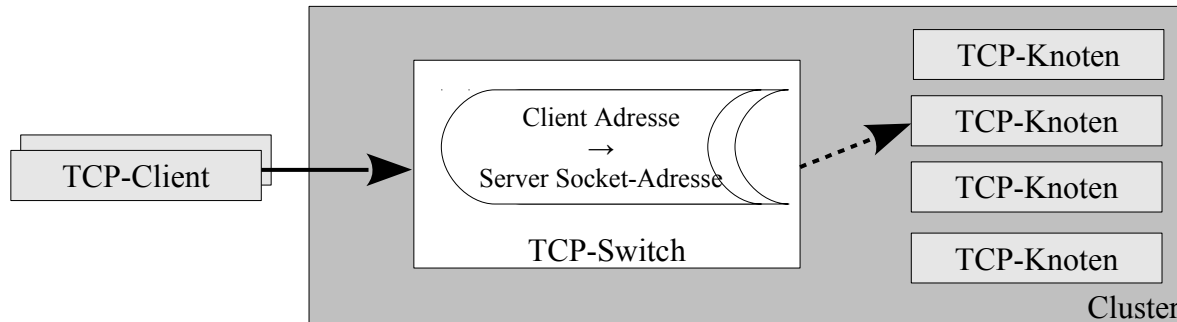 TCP-Client
Client Adresse
→
Server Socket-Adresse
TCP-Switch
TCP-Knoten
TCP-Knoten
TCP-Knoten
TCP-Knoten
Cluster